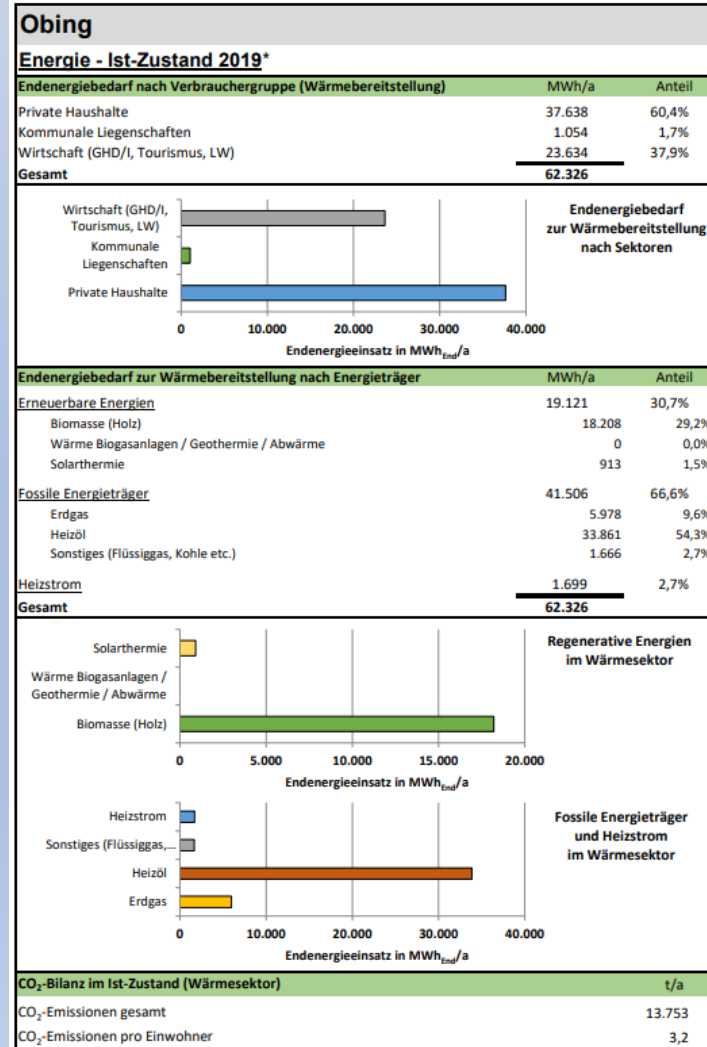 Obing
Energie - Ist-Zustand 2019*
Endenergiebedarf nach Verbrauchergruppe (Wärmebereitstellung) MWh/a Anteil
Private Haushalte 37.638 60,4%
Kommunale Liegenschaften 1.054 1,7%
Wirtschaft (GHD/I, Tourismus, LW) 23.634 37,9%
Gesamt 62.326
Endenergiebedarf
zur Wärmebereitstellung
nach Sektoren
Wirtschaft (GHD/I,
Tourismus, LW)
Kommunale
Liegenschaften
Private Haushalte
0 10.000 20.000 30.000 40.000
Endenergieeinsatz in MWhEnd/a
Endenergiebedarf zur Wärmebereitstellung nach Energieträger MWh/a Anteil
Erneuerbare Energien 19.121 30,7%
Biomasse (Holz) 18.208 29,2%
Wärme Biogasanlagen / Geothermie / Abwärme 0 0,0%
Solarthermie 913 1,5%
Fossile Energieträger 41.506 66,6%
Erdgas 5.978 9,6%
Heizöl 33.861 54,3%
Sonstiges (Flüssiggas, Kohle etc.) 1.666 2,7%
Heizstrom 1.699 2,7%
Gesamt 62.326
Regenerative Energien
im Wärmesektor
Solarthermie
Wärme Biogasanlagen /
Geothermie / Abwärme
Biomasse (Holz)
0 5.000 10.000 15.000 20.000
Endenergieeinsatz in MWhEnd/a
Fossile Energieträger
und Heizstrom
im Wärmesektor
Heizstrom
Sonstiges (Flüssiggas,...
Heizöl
Erdgas
0 10.000 20.000 30.000 40.000
Endenergieeinsatz in MWhEnd/a
CO₂-Bilanz im Ist-Zustand (Wärmesektor) t/a
CO₂-Emissionen gesamt 13.753
CO₂-Emissionen pro Einwohner 3,2